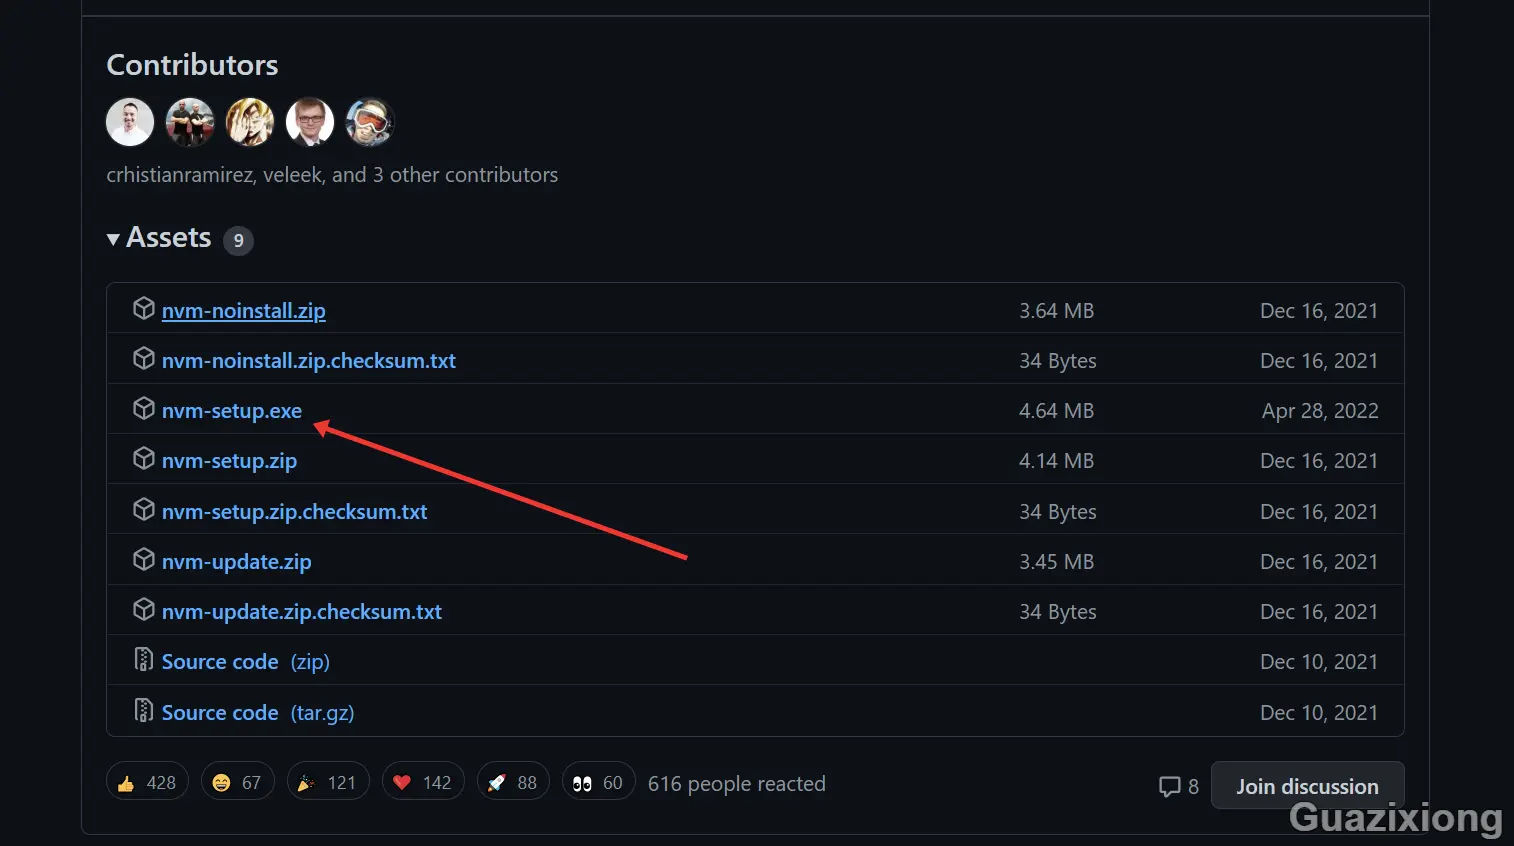 Contributors
crhistianramirez, veleek, and 3 other contributors
Assets 9
nvm-noinstall.zip 3.64 MB Dec 16, 2021
nvm-noinstall.zip.checksum.txt 34 Bytes Dec 16, 2021
nvm-setup.exe 4.64 MB Apr 28, 2022
nvm-setup.zip 4.14 MB Dec 16, 2021
nvm-setup.zip.checksum.txt 34 Bytes Dec 16, 2021
nvm-update.zip 3.45 MB Dec 16, 2021
nvm-update.zip.checksum.txt 34 Bytes Dec 16, 2021
Source code (zip) Dec 10, 2021
Source code (tar.gz) Dec 10, 2021
428 67 121 142 88 60 616 people reacted 8 Join discussion
Guazixiong